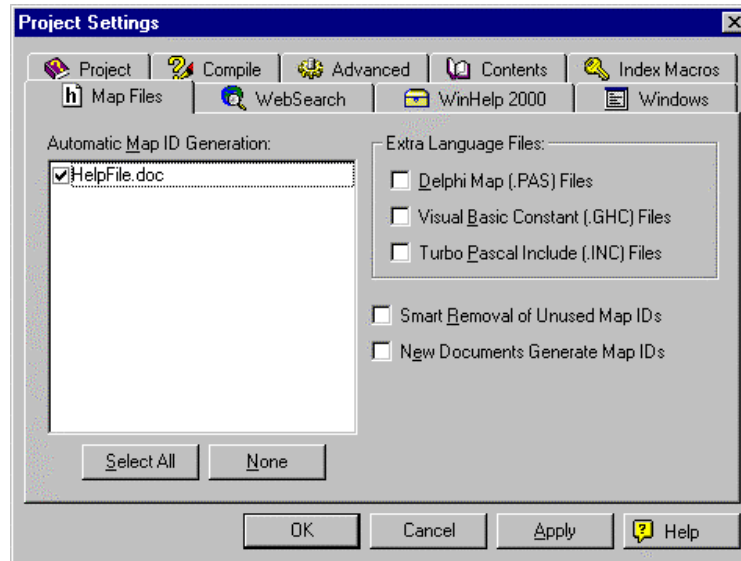 Project Settings
Project Compile Advanced Contents Index Macros
Map Files WebSearch WinHelp 2000 Windows
Automatic Map ID Generation:
HelpFile.doc
Select All None
Extra Language Files:
Delphi Map (.PAS) Files
Visual Basic Constant (.GHC) Files
Turbo Pascal Include (.INC) Files
Smart Removal of Unused Map IDs
New Documents Generate Map IDs
OK Cancel Apply Help